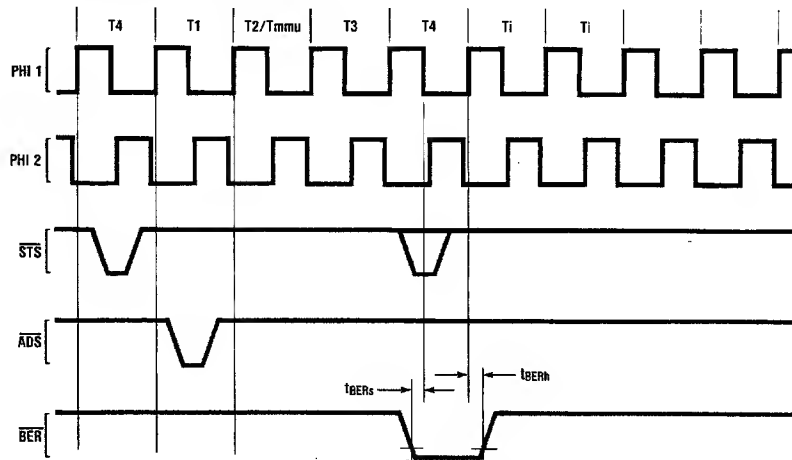 T4 T1 T2/Tmmu T3 T4 Ti Ti
PHI 1
PHI 2
STS
ADS
tBERs
tBERh
BER